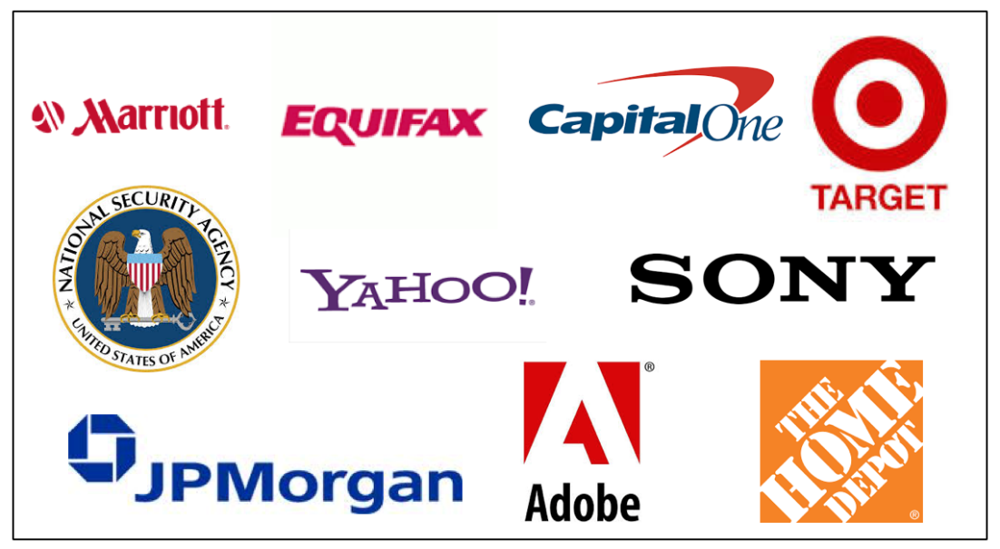 Marriott
EQUIFAX
CapitalOne
TARGET
NATIONAL SECURITY AGENCY
UNITED STATES OF AMERICA
YAHOO!®
SONY
JPMorgan
®
Adobe
THE
HOME
DEPOT
®